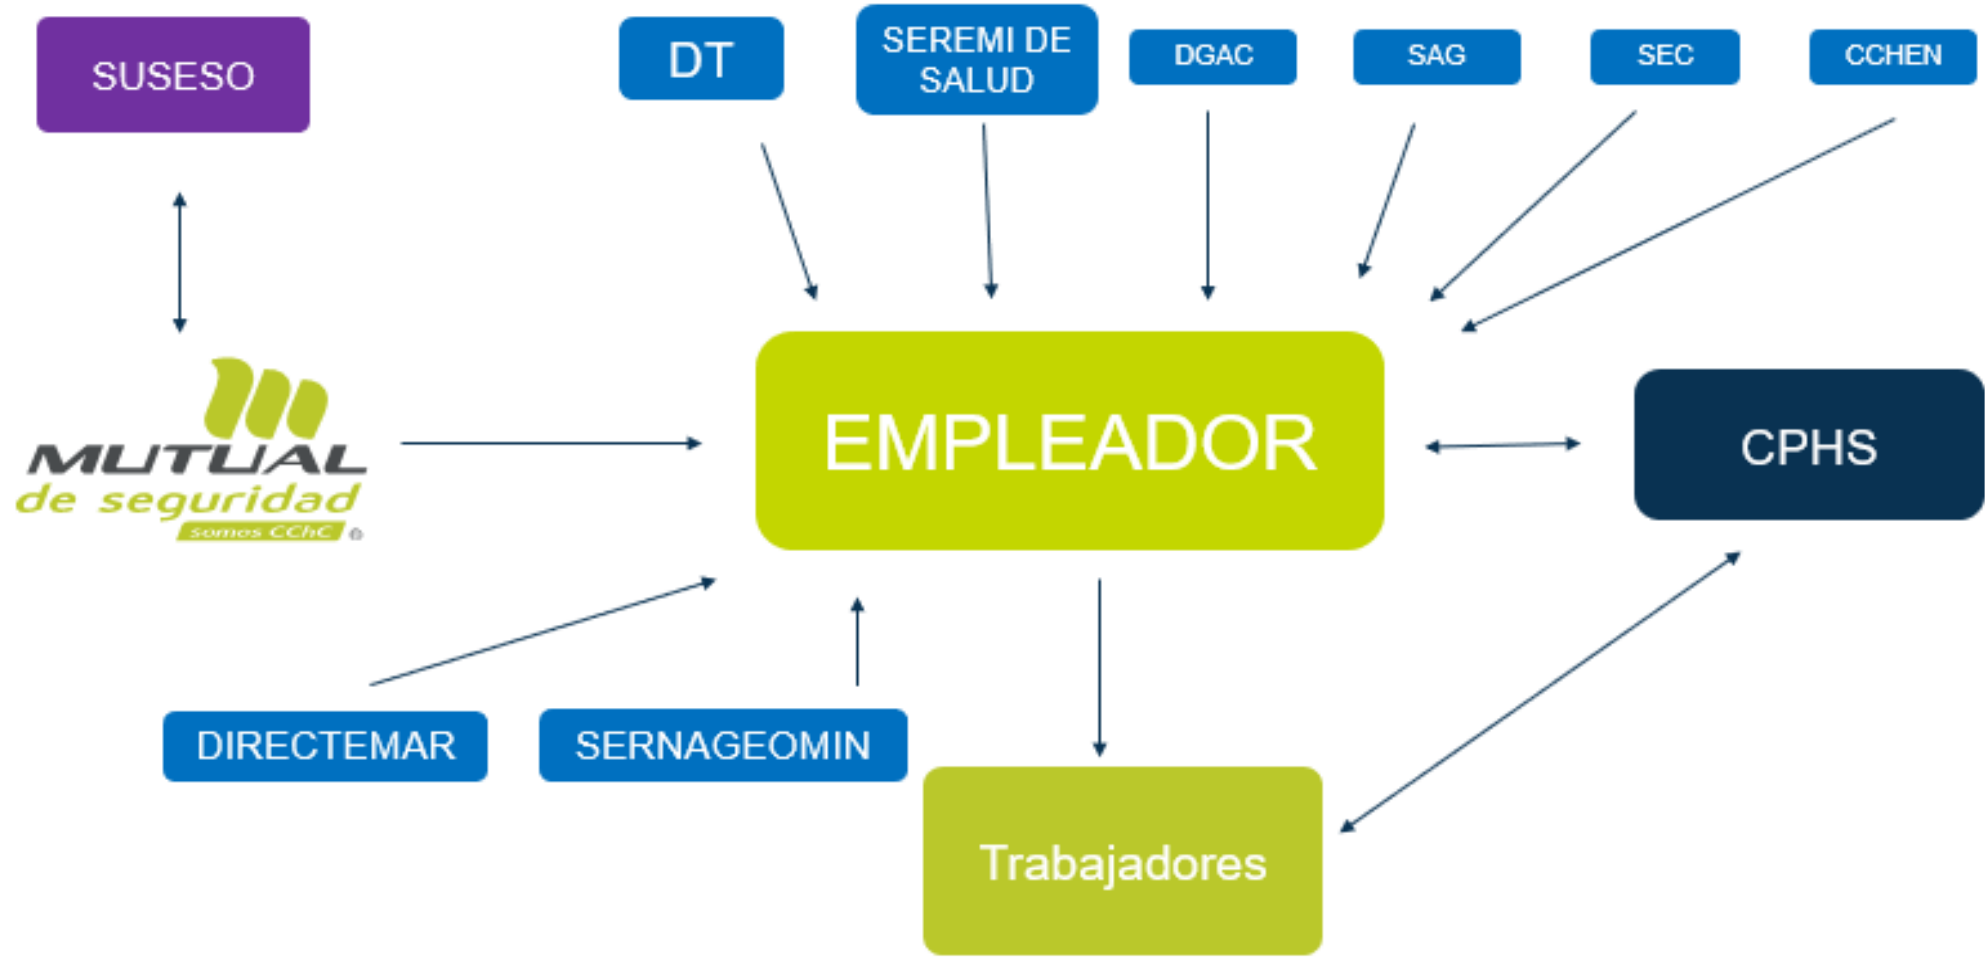 SUSESO
DT
SEREMI DE
SALUD
DGAC
SAG
SEC
CCHEN
MUTUAL
de seguridad
somos CChC ®
EMPLEADOR
CPHS
DIRECTEMAR
SERNAGEOMIN
Trabajadores